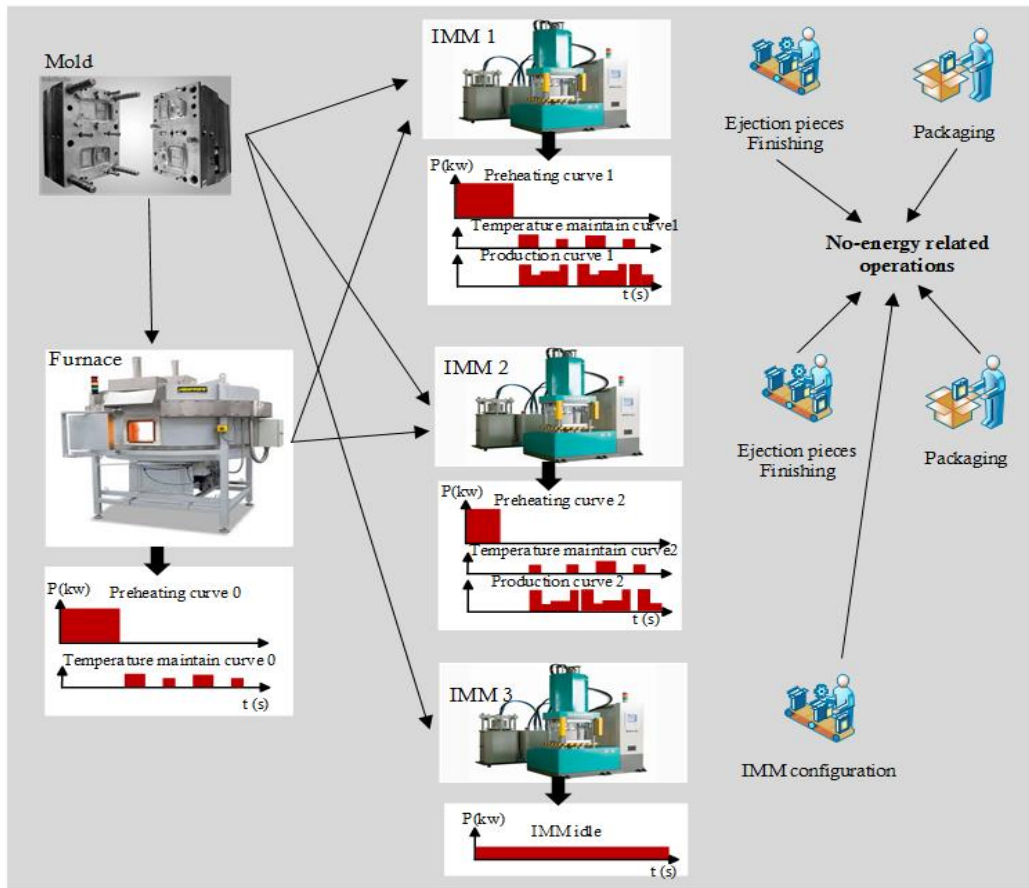 Mold
Furnace
P(kw)
Preheating curve 0
Temperature maintain curve 0
t (s)
IMM 1
P(kw)
Preheating curve 1
Temperature maintain curve1
Production curve 1
t (s)
IMM 2
P(kw)
Preheating curve 2
Temperature maintain curve2
Production curve 2
t (s)
IMM 3
P(kw)
IMM idle
t (s)
Ejection pieces
Finishing
Packaging
No-energy related
operations
Ejection pieces
Finishing
Packaging
IMM configuration